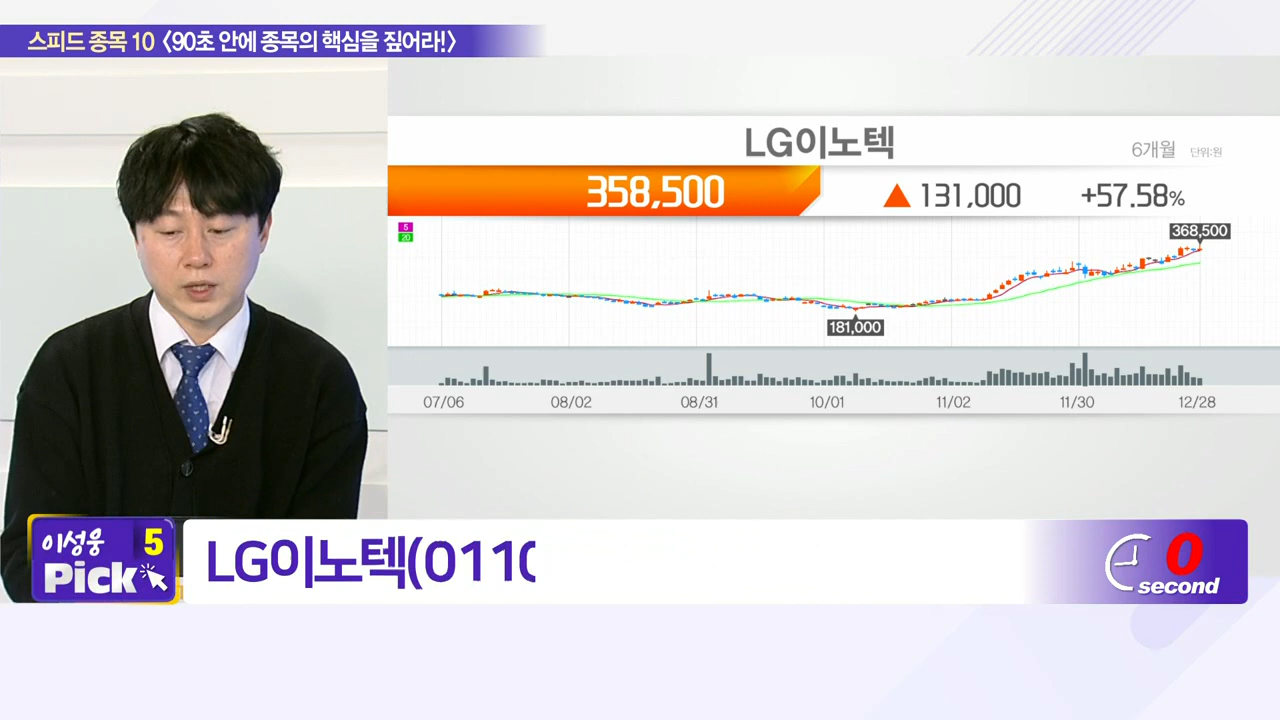 스피드 종목 10 <90초 안에 종목의 핵심을 짚어라!>
LG이노텍
6개월 단위:원
358,500 ▲ 131,000 +57.58%
5
20
368,500
181,000
07/06 08/02 08/31 10/01 11/02 11/30 12/28
이성웅 5
Pick
LG이노텍(0110
0
second